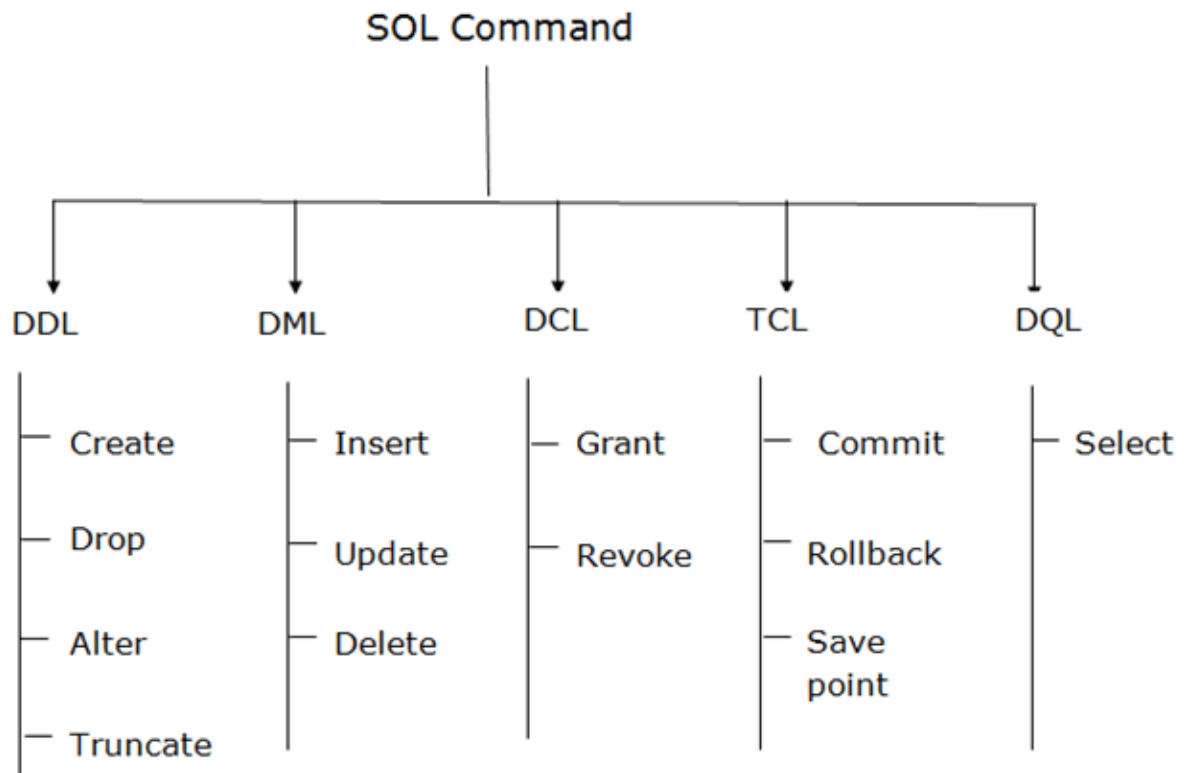 SOL Command
DDL
DML
DCL
TCL
DQL
Create
Drop
Alter
Truncate
Insert
Update
Delete
Grant
Revoke
Commit
Rollback
Save
point
Select